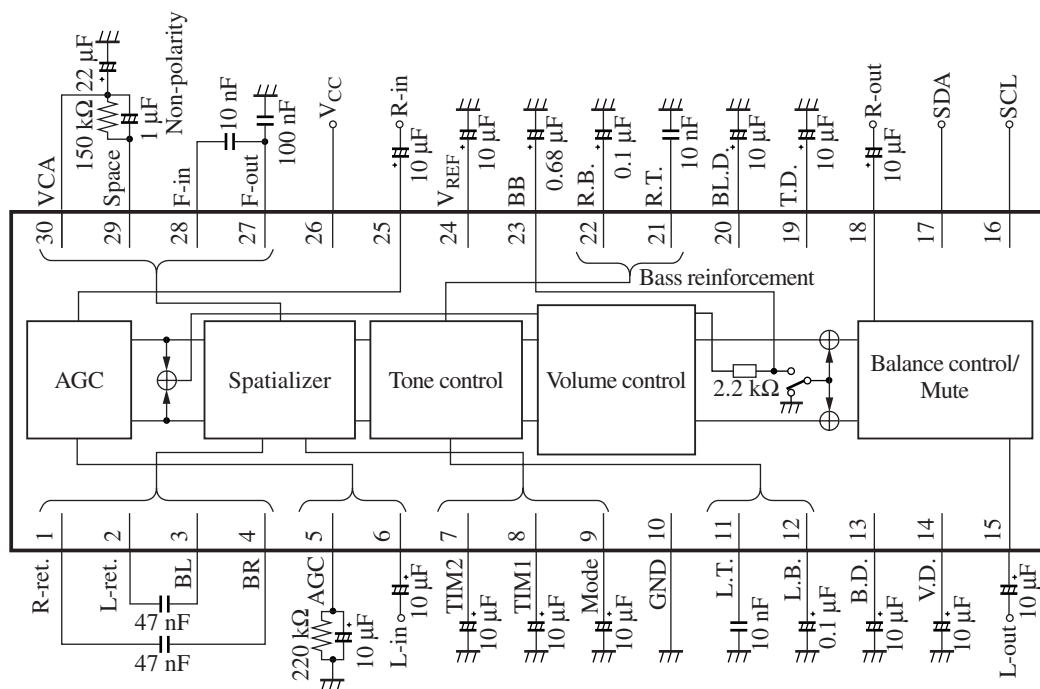 150 kΩ
22 µF
1 µF
Non-polarity
10 nF
100 nF
VCC
R-in
10 µF
10 µF
0.68 µF
0.1 µF
10 nF
10 µF
10 µF
R-out
10 µF
SDA
SCL
VCA
Space
F-in
F-out
VREF
BB
R.B.
R.T.
BL.D.
T.D.
30
29
28
27
26
25
24
23
22
21
20
19
18
17
16
Bass reinforcement
AGC
Spatializer
Tone control
Volume control
2.2 kΩ
Balance control/
Mute
1
2
3
4
5
6
7
8
9
10
11
12
13
14
15
R-ret.
L-ret.
BL
BR
AGC
L-in
TIM2
TIM1
Mode
GND
L.T.
L.B.
B.D.
V.D.
L-out
47 nF
47 nF
220 kΩ
10 µF
10 µF
10 µF
10 µF
10 µF
10 nF
0.1 µF
10 µF
10 µF
10 µF